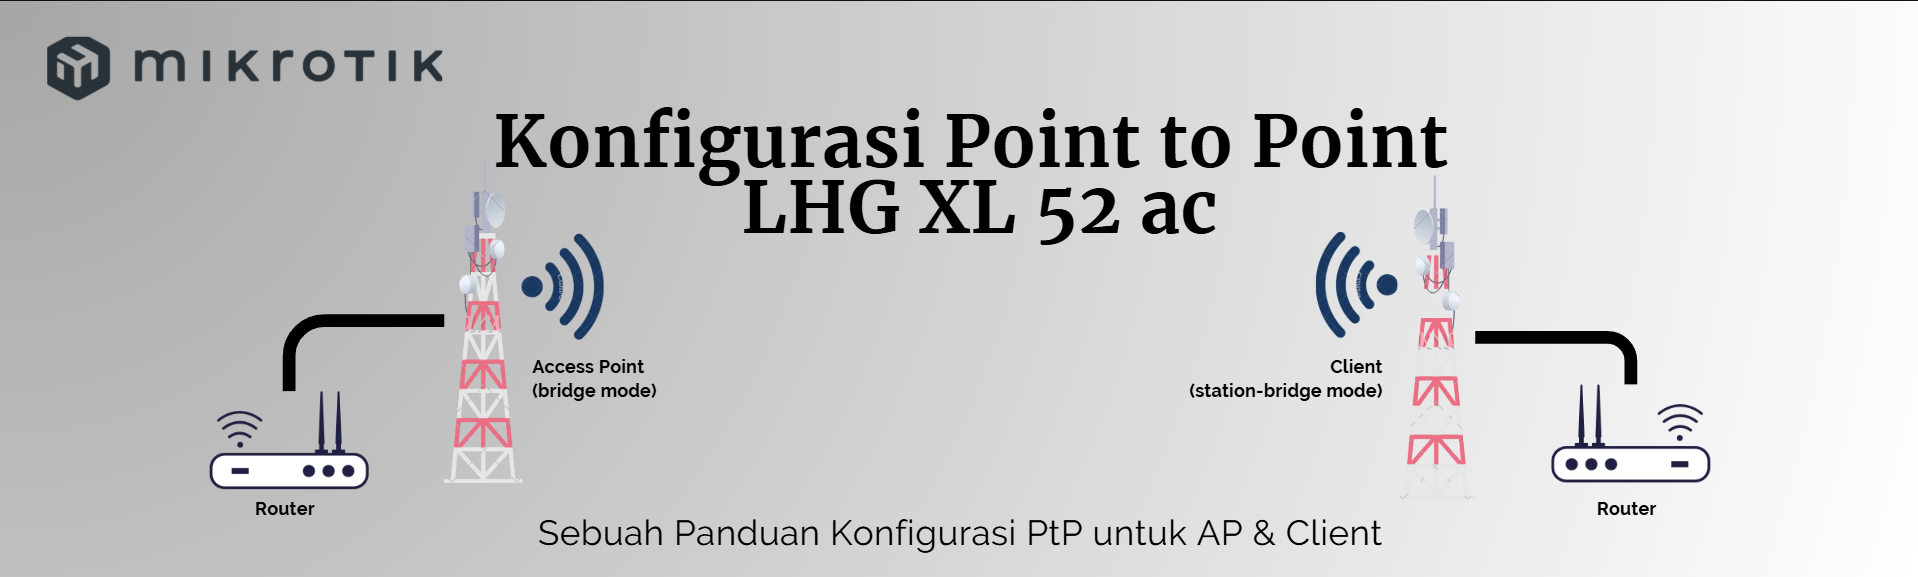 mikrotik
Konfigurasi Point to Point
LHG XL 52 ac
Access Point
(bridge mode)
Client
(station-bridge mode)
Router
Router
Sebuah Panduan Konfigurasi PtP untuk AP & Client